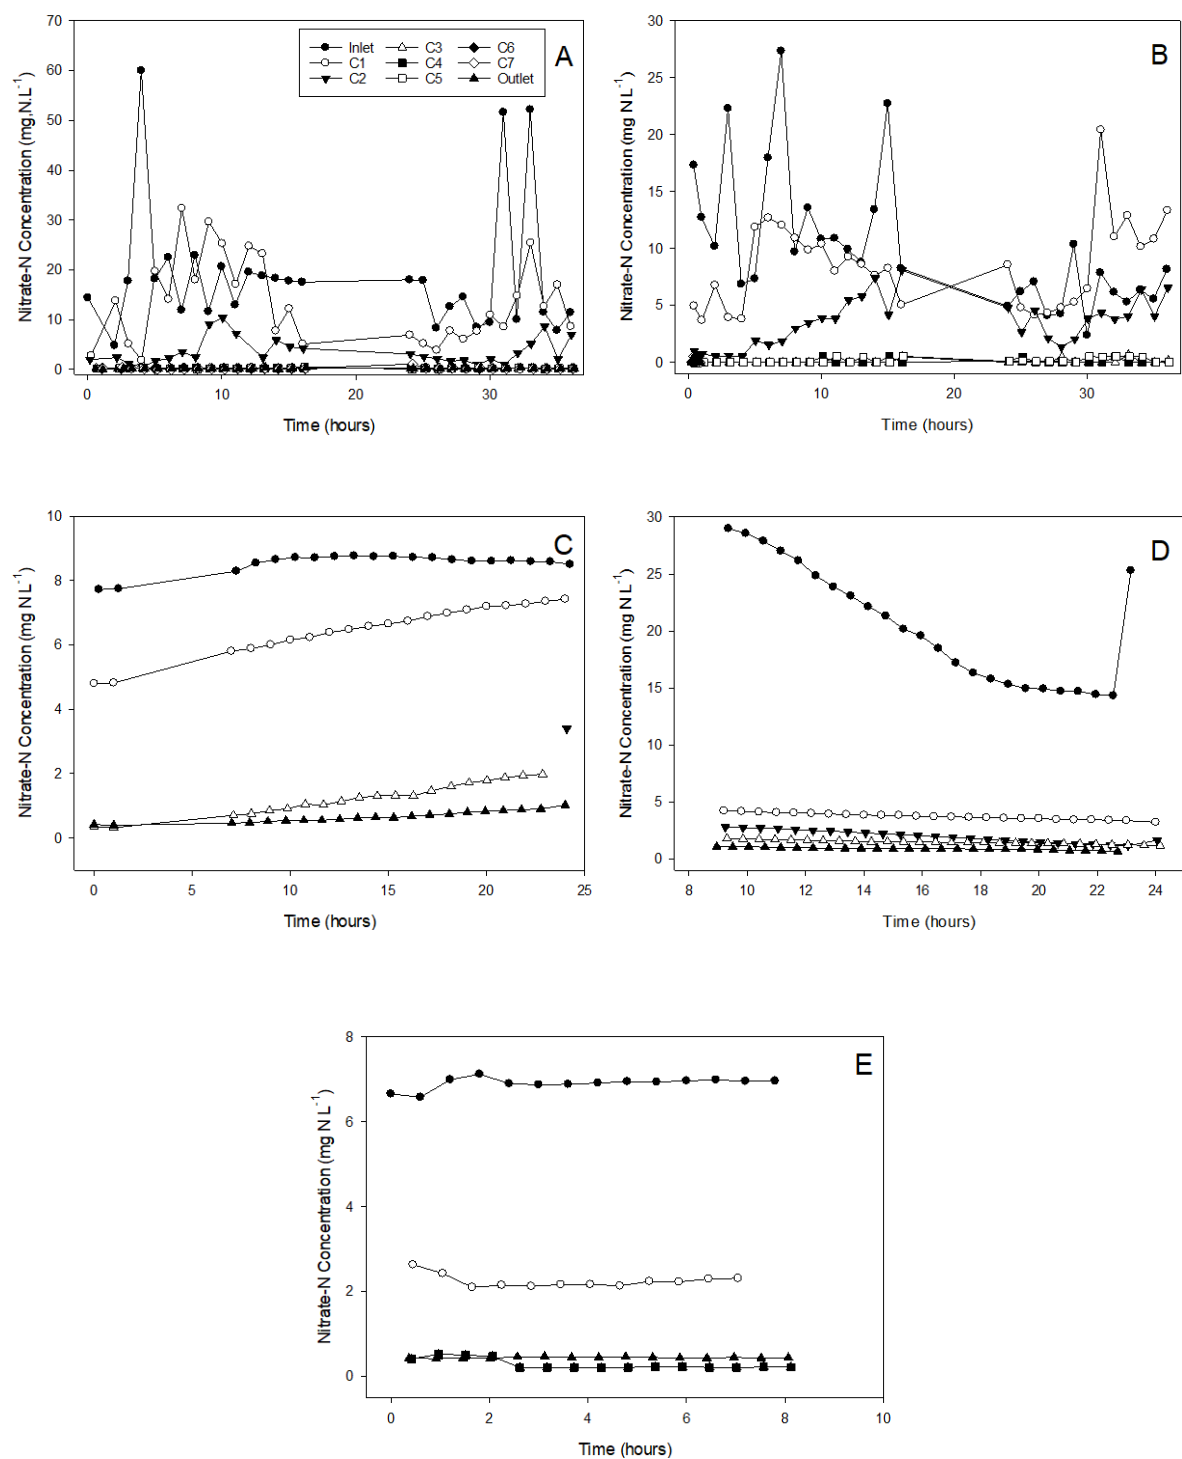 A
Inlet C3 C6
C1 C4 C7
C2 C5 Outlet
Nitrate-N Concentration (mg.N.L⁻¹)
70
60
50
40
30
20
10
0
0 10 20 30
Time (hours)
B
Nitrate-N Concentration (mg N L⁻¹)
30
25
20
15
10
5
0
0 10 20 30
Time (hours)
C
Nitrate-N Concentration (mg N L⁻¹)
10
8
6
4
2
0
0 5 10 15 20 25
Time (hours)
D
Nitrate-N Concentration (mg N L⁻¹)
30
25
20
15
10
5
0
8 10 12 14 16 18 20 22 24
Time (hours)
E
Nitrate-N Concentration (mg N L⁻¹)
8
6
4
2
0
0 2 4 6 8 10
Time (hours)